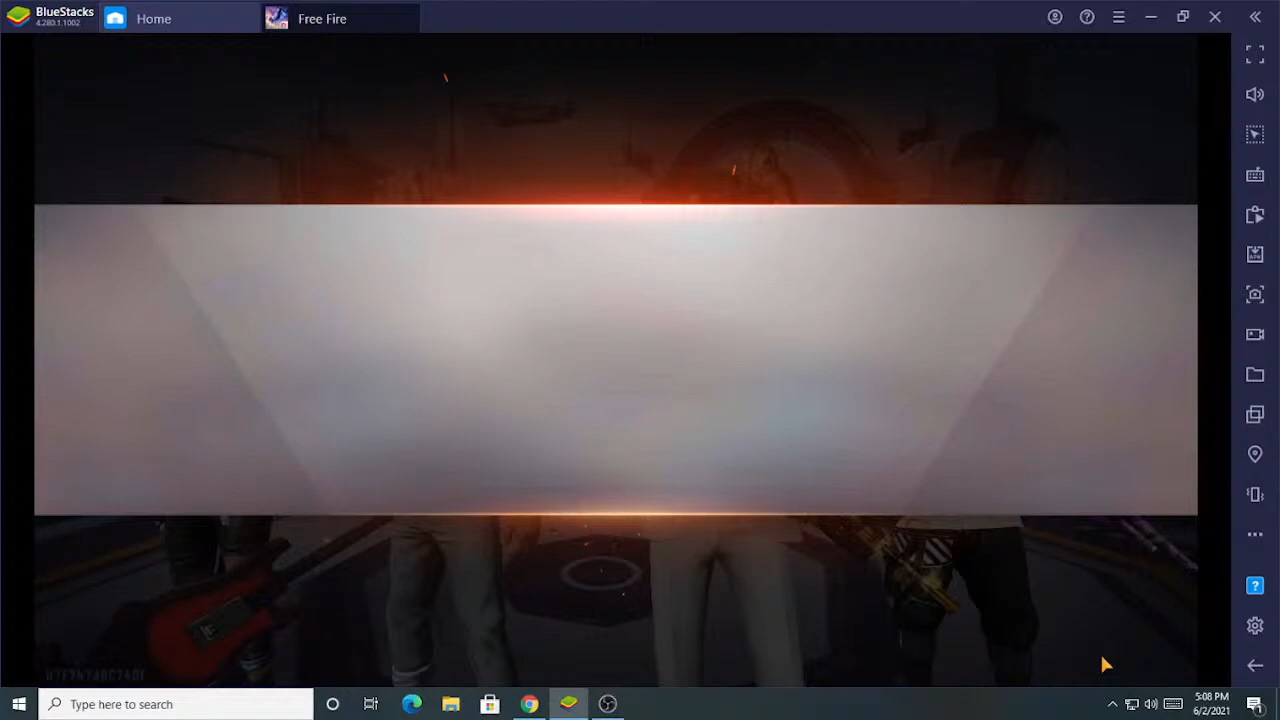 BlueStacks
4.280.1.1002
Home
Free Fire
Type here to search
5:08 PM
6/2/2021